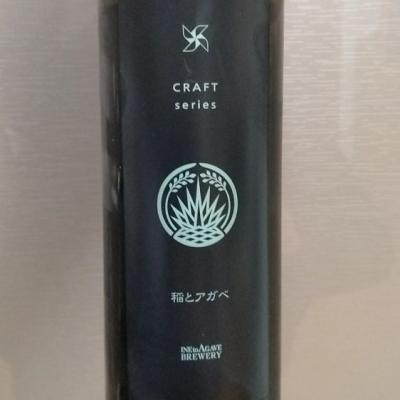 CRAFT
series
稲とアガベ
INE to AGAVE
BREWERY